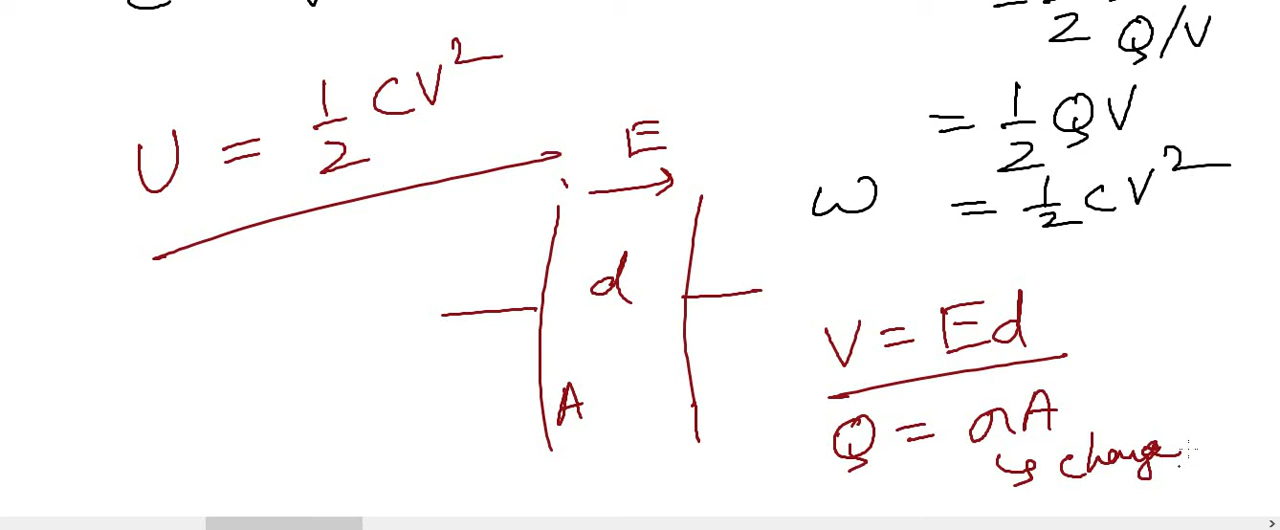 2 Q/V
U = 1/2 CV²
= 1/2 QV
E
ω = 1/2 CV²
d
V = Ed
A
Q = σA
↳ charge